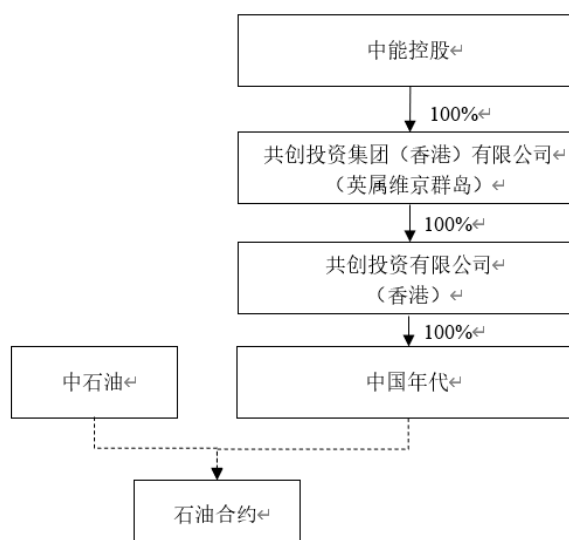 中能控股↵
100%↵
共创投资集团（香港）有限公司↵
（英属维京群岛）↵
100%↵
共创投资有限公司↵
（香港）↵
100%↵
中石油↵
中国年代↵
石油合约↵